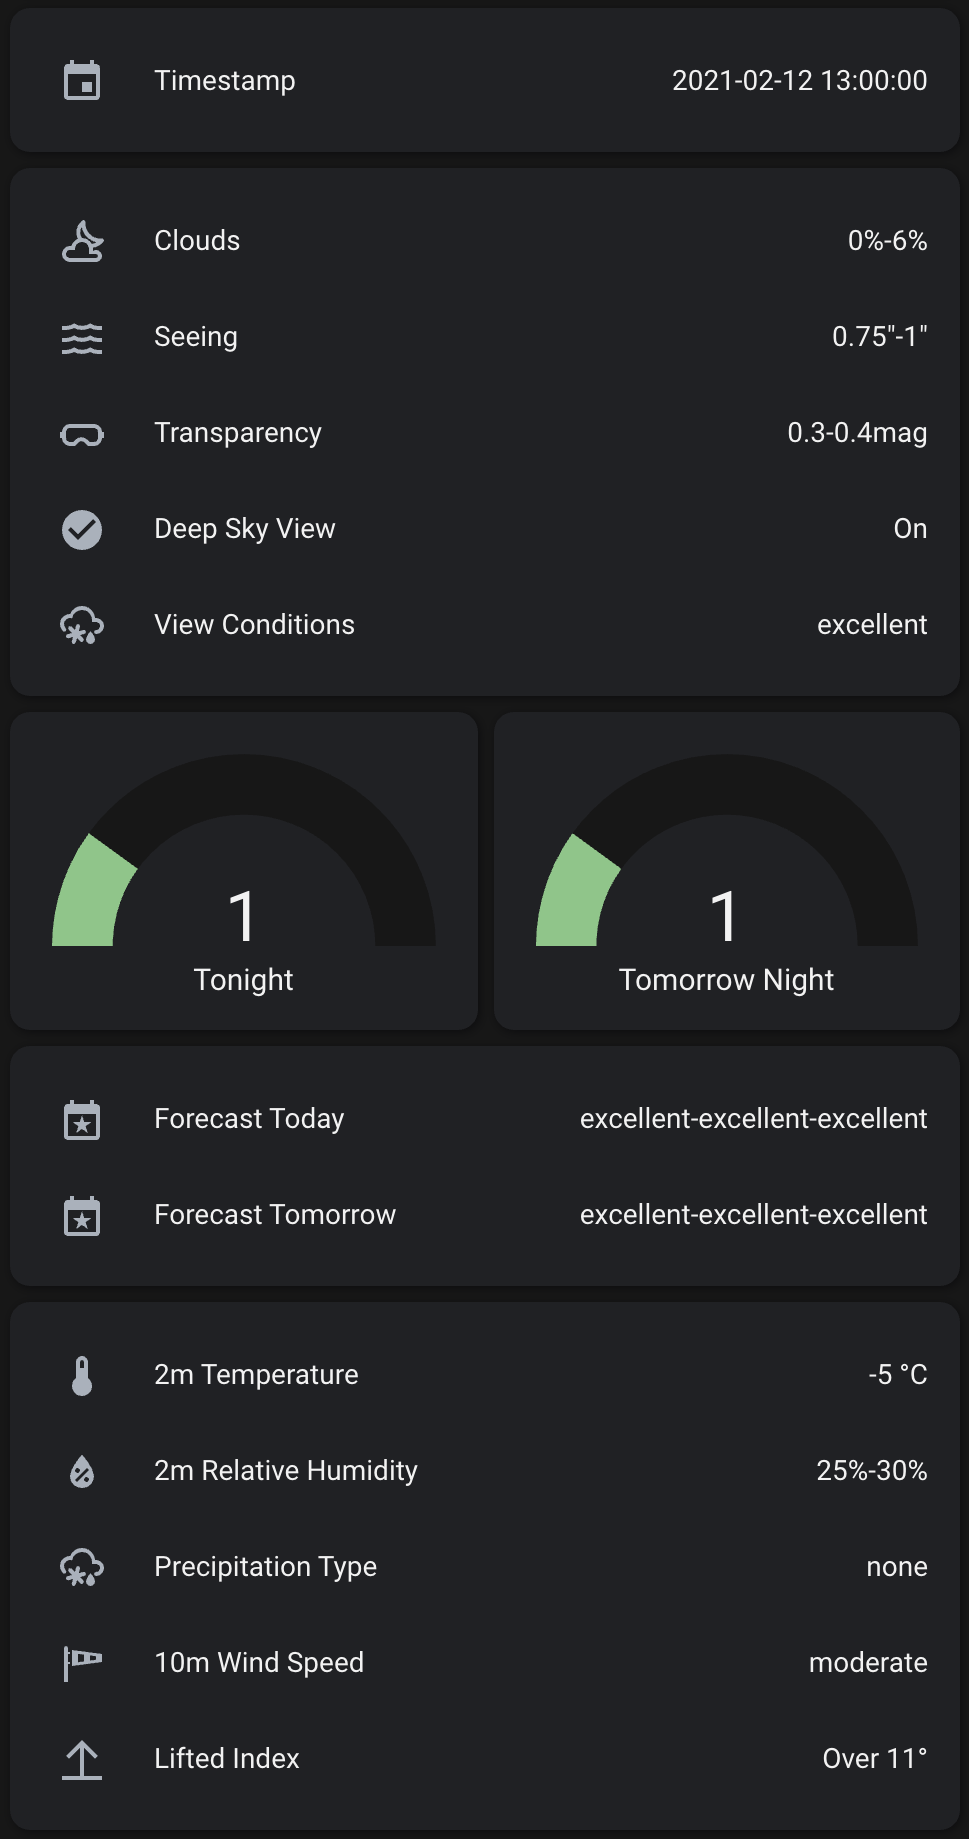 Timestamp 2021-02-12 13:00:00
Clouds 0%-6%
Seeing 0.75"-1"
Transparency 0.3-0.4mag
Deep Sky View On
View Conditions excellent
1 1
Tonight Tomorrow Night
Forecast Today excellent-excellent-excellent
Forecast Tomorrow excellent-excellent-excellent
2m Temperature -5 °C
2m Relative Humidity 25%-30%
Precipitation Type none
10m Wind Speed moderate
Lifted Index Over 11°